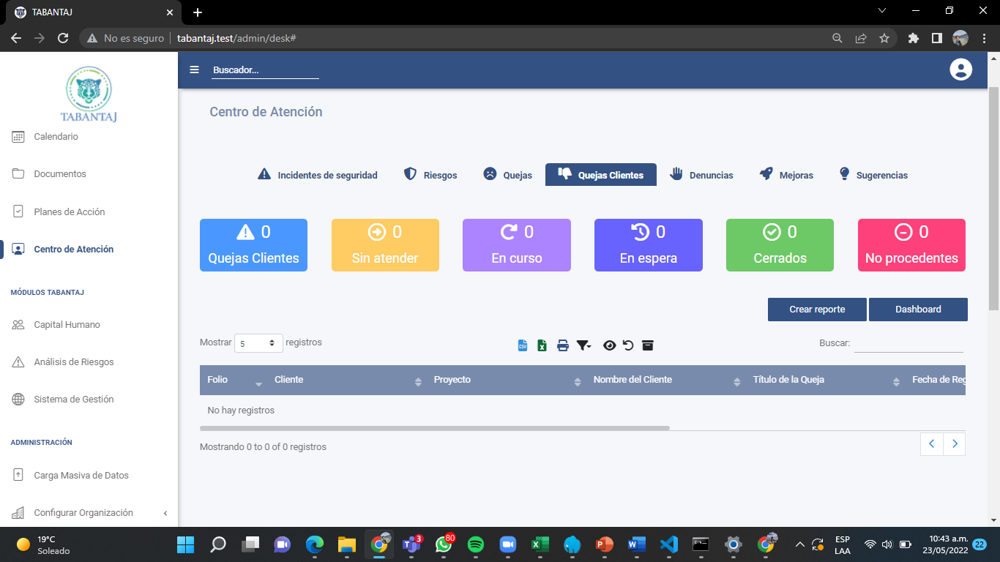 TABANTAJ
No es seguro | tabantaj.test/admin/desk#
TABANTAJ
Buscador...
Calendario
Documentos
Planes de Acción
Centro de Atención
MÓDULOS TABANTAJ
Capital Humano
Análisis de Riesgos
Sistema de Gestión
ADMINISTRACIÓN
Carga Masiva de Datos
Configurar Organización
Centro de Atención
Incidentes de seguridad Riesgos Quejas Quejas Clientes Denuncias Mejoras Sugerencias
0 0 0 0 0 0
Quejas Clientes Sin atender En curso En espera Cerrados No procedentes
Crear reporte Dashboard
Mostrar 5 registros CSV X Buscar:
Folio Cliente Proyecto Nombre del Cliente Título de la Queja Fecha de Reg
No hay registros
Mostrando 0 to 0 of 0 registros
19°C
Soleado
3 80
ESP
LAA
10:43 a.m.
23/05/2022 22